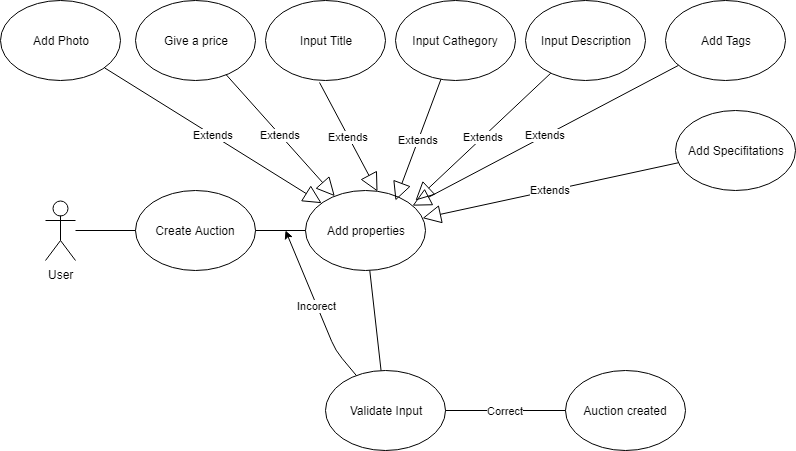 Add Photo
Give a price
Input Title
Input Cathegory
Input Description
Add Tags
Extends
Extends
Extends
Extends
Extends
Extends
Add Specifitations
Extends
Create Auction
Add properties
User
Incorect
Validate Input
Correct
Auction created